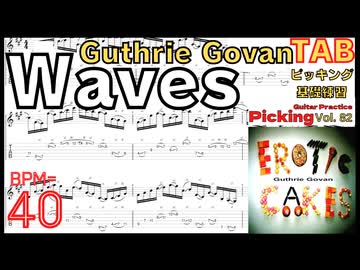 Guthrie Govan TAB
Waves
ピッキング
基礎練習
Guitar Practice
Picking Vol. 82
BPM=
40
EROTIC
Guthrie Govan
CAKES